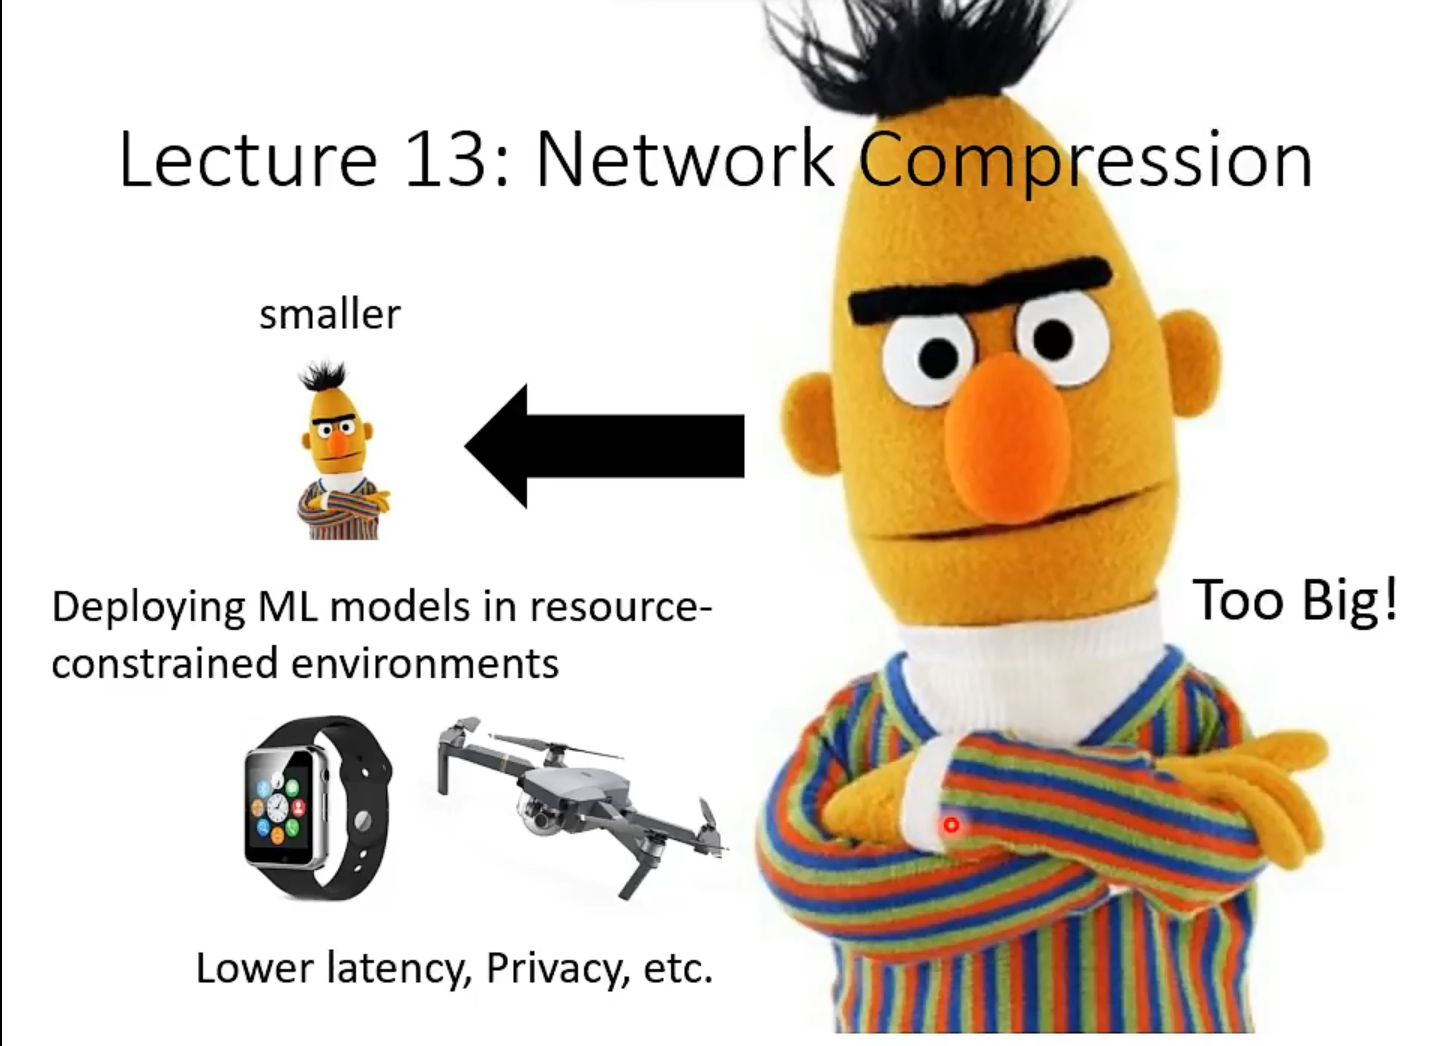 Lecture 13: Network Compression
smaller
Too Big!
Deploying ML models in resource-
constrained environments
Lower latency, Privacy, etc.